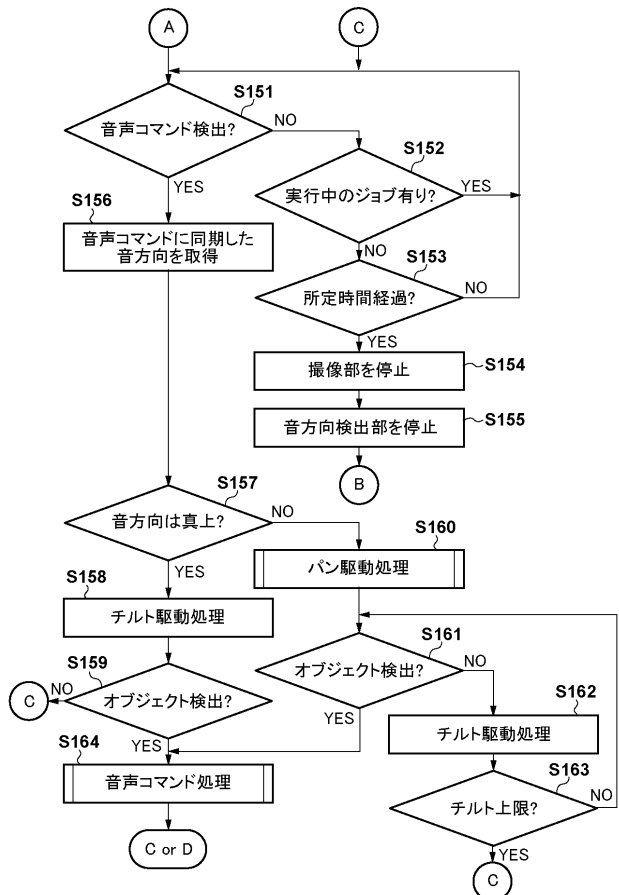 A
C
S151
音声コマンド検出?
NO
YES
S152
実行中のジョブ有り?
YES
NO
S156
音声コマンドに同期した
音方向を取得
S153
所定時間経過?
NO
YES
撮像部を停止
S154
音方向検出部を停止
S155
B
S157
音方向は真上?
NO
YES
S160
パン駆動処理
S158
チルト駆動処理
S159
オブジェクト検出?
NO
C
YES
S161
オブジェクト検出?
NO
YES
S162
チルト駆動処理
S164
音声コマンド処理
S163
チルト上限?
NO
YES
C or D
C